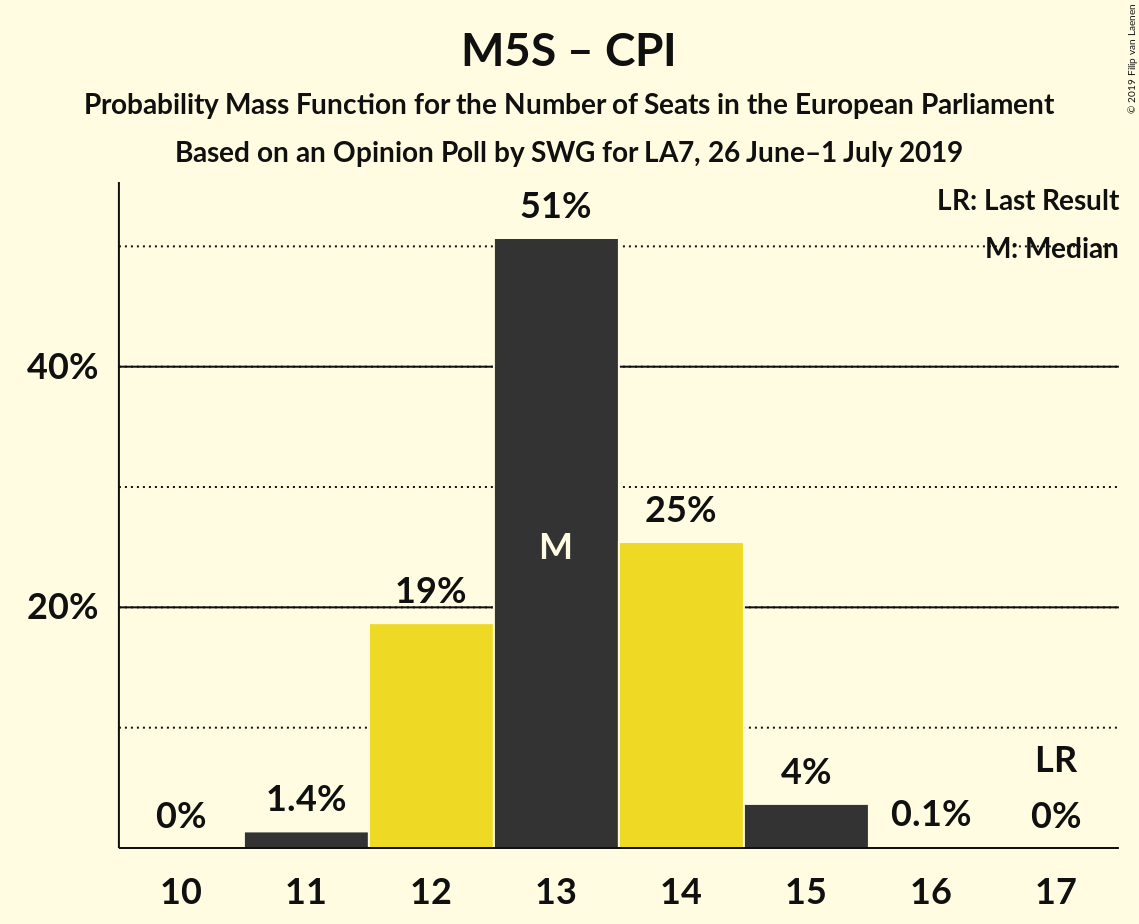 © 2019 Filip van Laenen
M5S – CPI
Probability Mass Function for the Number of Seats in the European Parliament
Based on an Opinion Poll by SWG for LA7, 26 June–1 July 2019
LR: Last Result
M: Median
51%
40%
25%
M
19%
20%
LR
4%
1.4%
0%
0.1%
0%
10 11 12 13 14 15 16 17